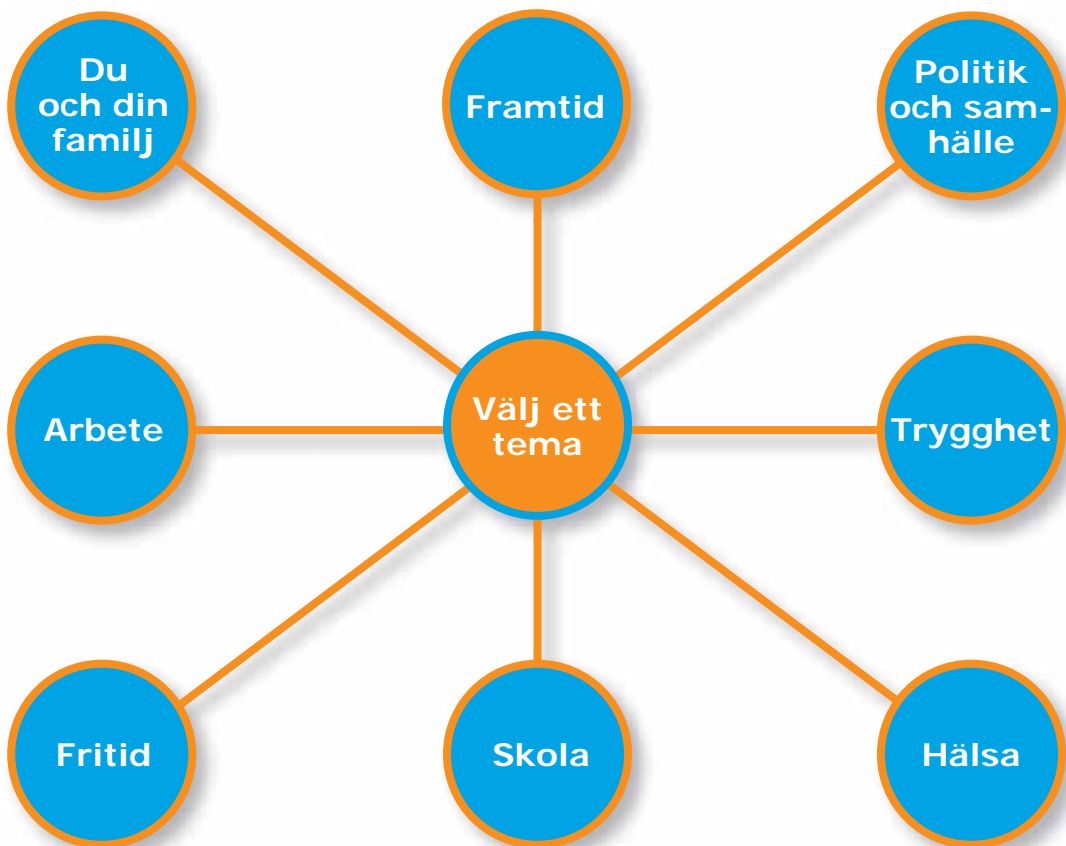 Du
och din
familj
Framtid
Politik
och sam-
hälle
Arbete
Välj ett
tema
Trygghet
Fritid
Skola
Hälsa